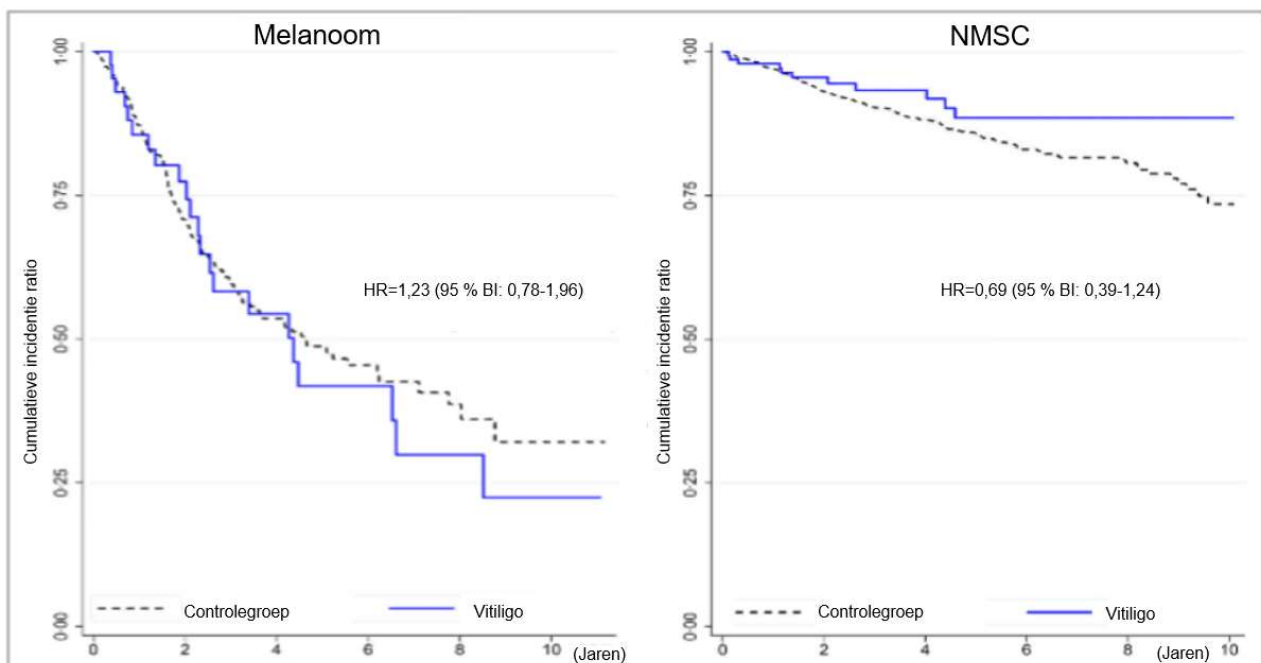 Melanoom
Cumulatieve incidentie ratio
1·00
0·75
0·50
0·25
0·00
HR=1,23 (95 % BI: 0,78-1,96)
Controlegroep Vitiligo
0 2 4 6 8 10 (Jaren)
NMSC
Cumulatieve incidentie ratio
1·00
0·75
0·50
0·25
0·00
HR=0,69 (95 % BI: 0,39-1,24)
Controlegroep Vitiligo
0 2 4 6 8 10 (Jaren)